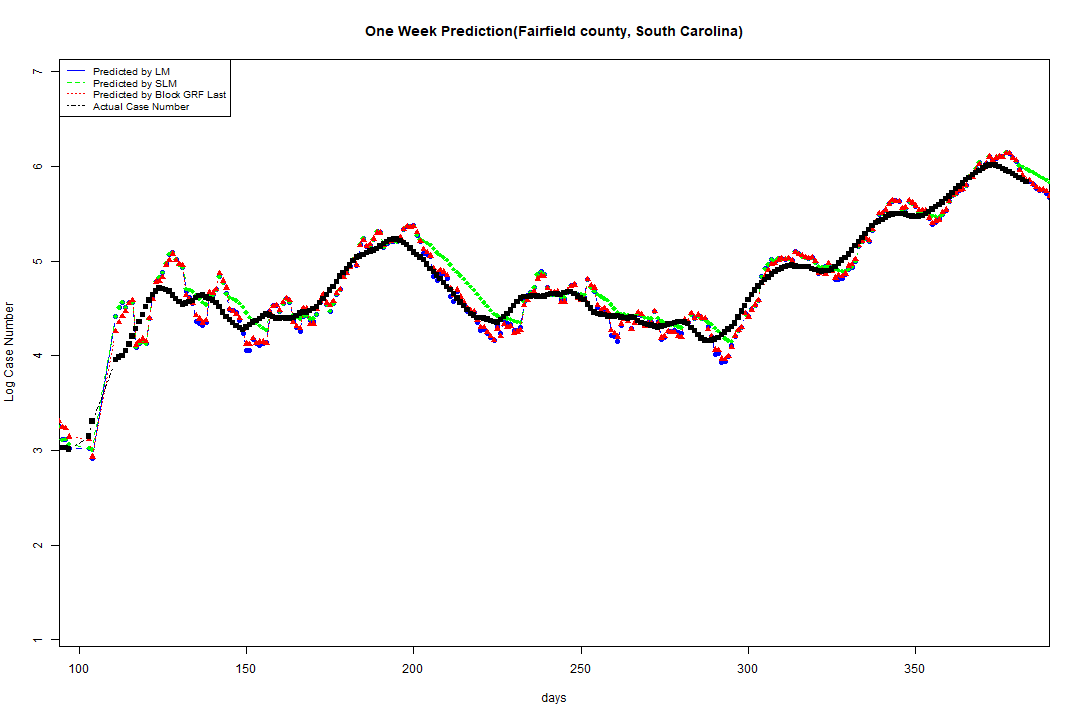 One Week Prediction(Fairfield county, South Carolina)
Predicted by LM
Predicted by SLM
Predicted by Block GRF Last
Actual Case Number
7
6
5
4
3
2
1
Log Case Number
100 150 200 250 300 350
days